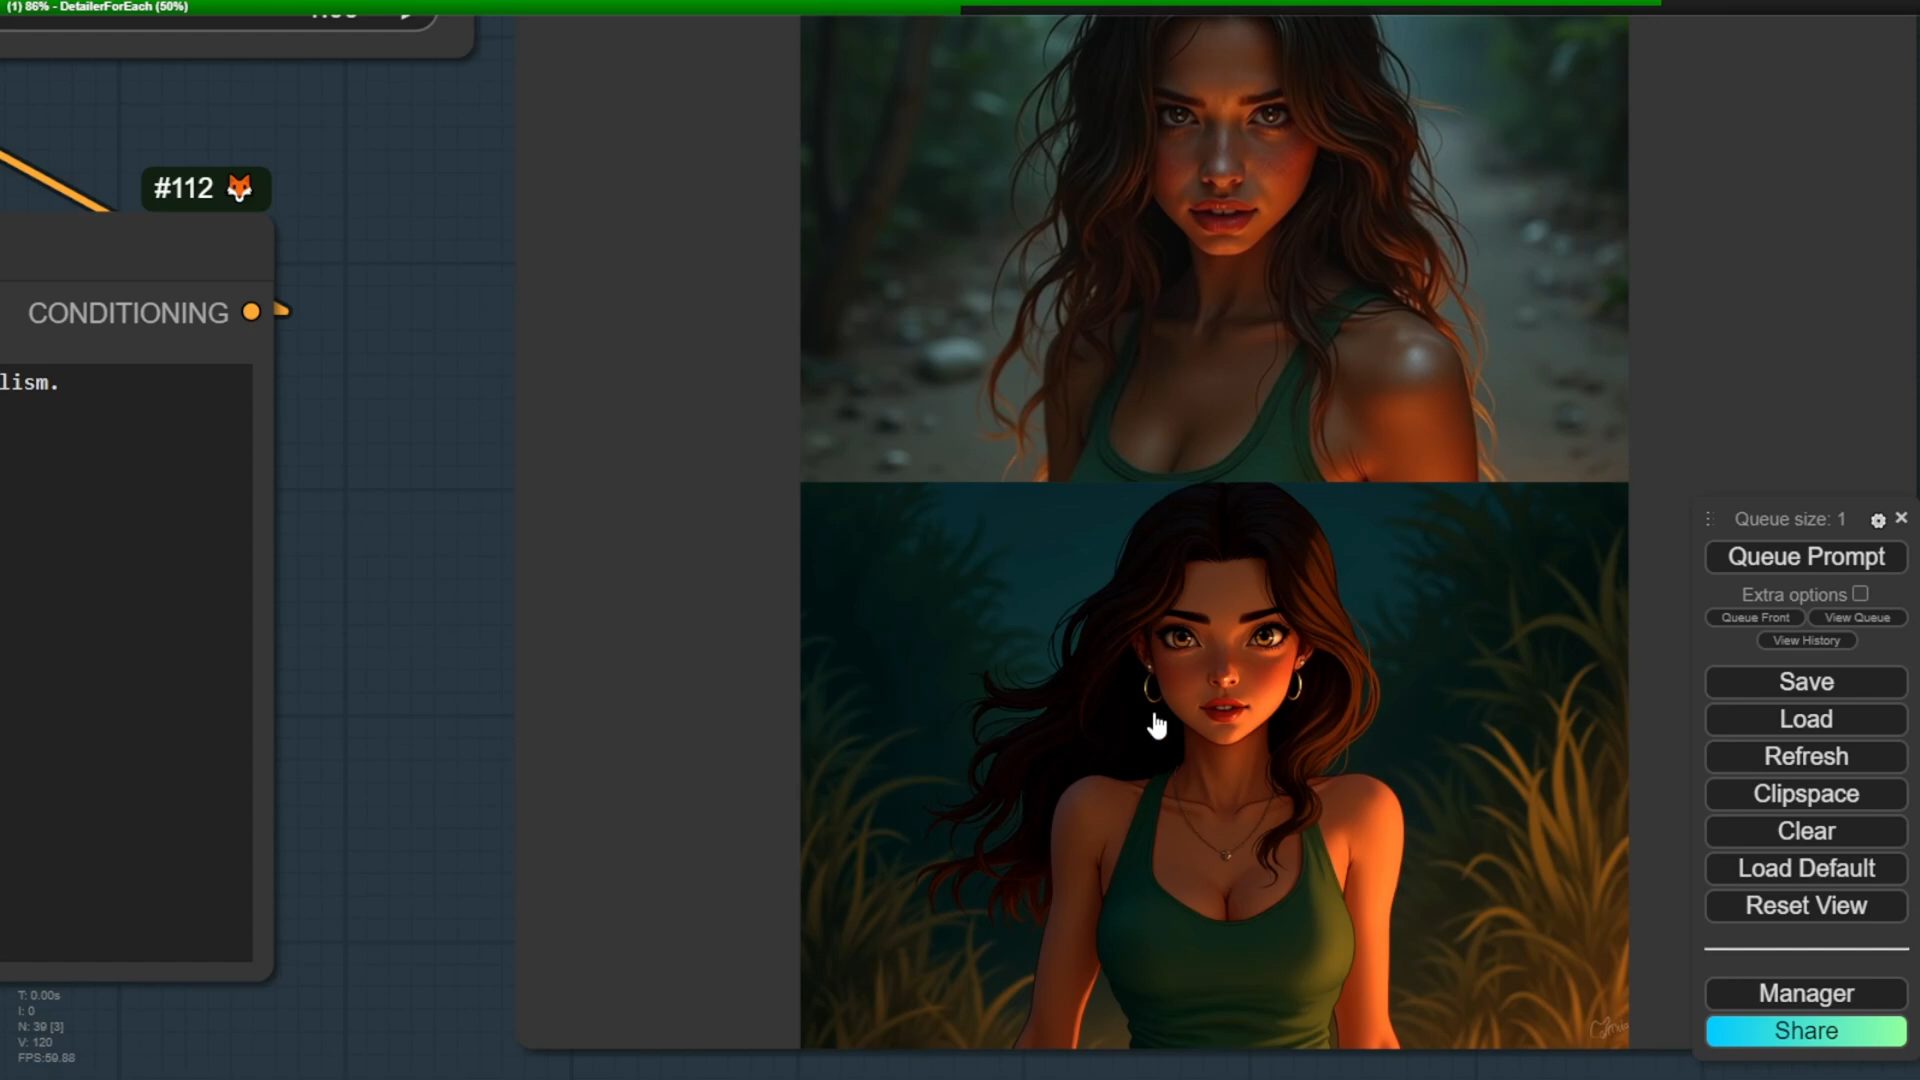 (1) 86% - DetailerForEach (50%)
#112
CONDITIONING
lism.
Queue size: 1
Queue Prompt
Extra options
Queue Front
View Queue
View History
Save
Load
Refresh
Clipspace
Clear
Load Default
Reset View
Manager
Share
T: 0.00s
I: 0
N: 39 [3]
V: 120
FPS:59.88